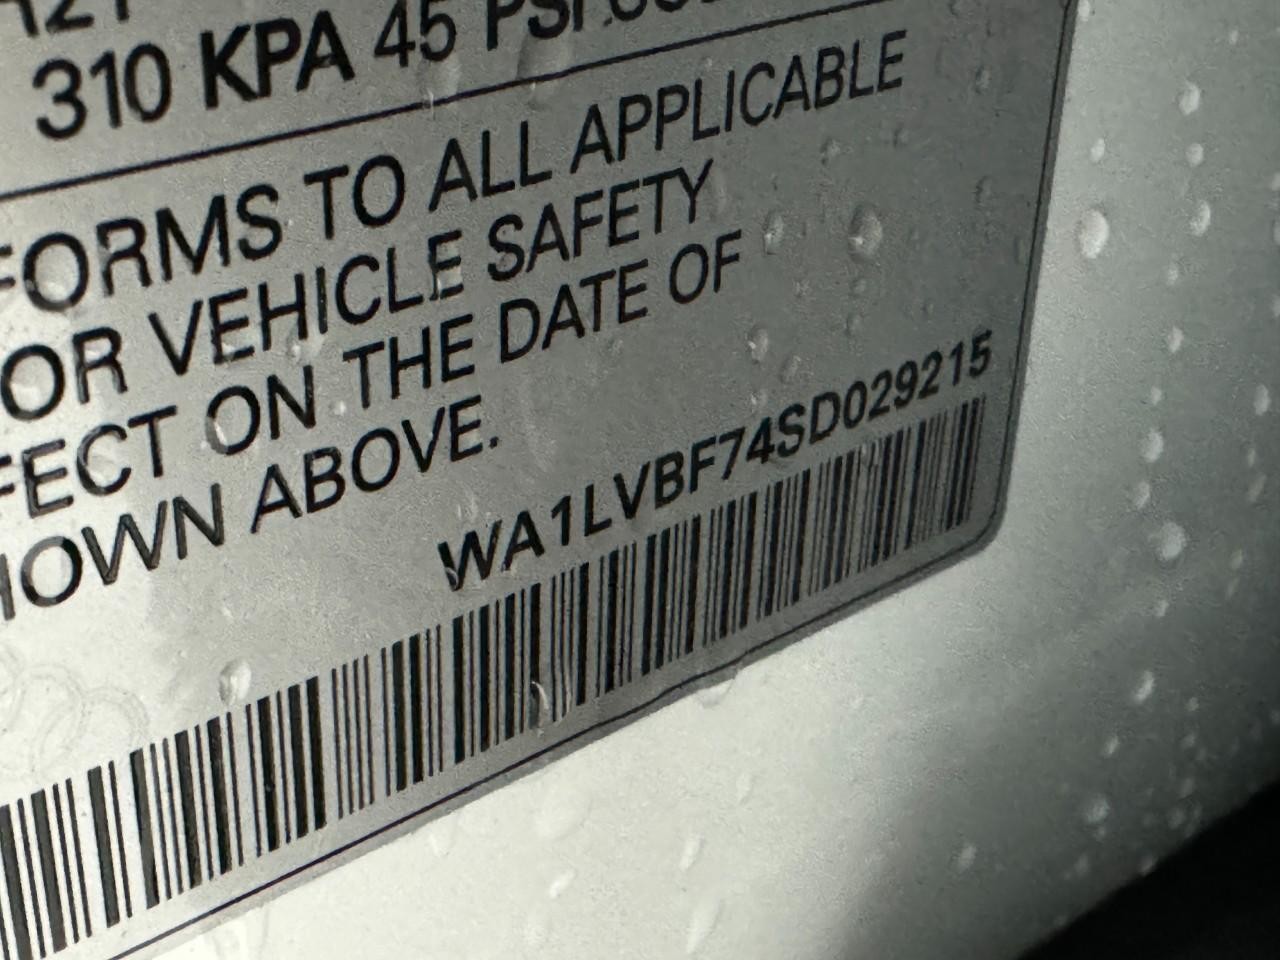 310 KPA 45 PSI
FORMS TO ALL APPLICABLE
OR VEHICLE SAFETY
FECT ON THE DATE OF
HOWN ABOVE.
WA1LVBF74SD029215